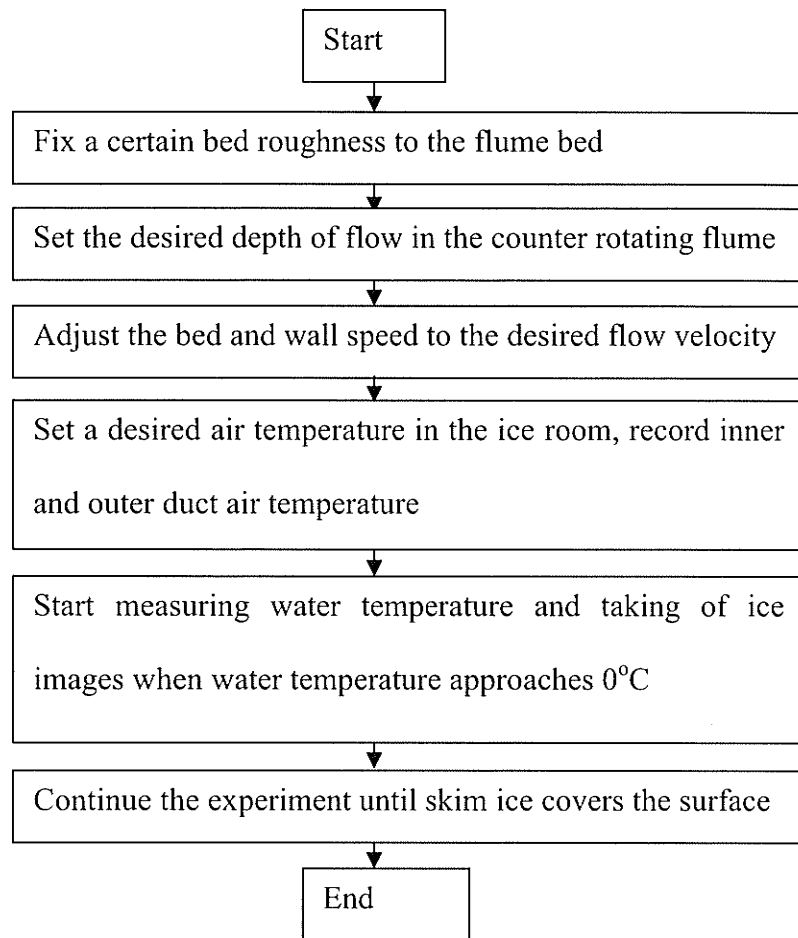 Start
Fix a certain bed roughness to the flume bed
Set the desired depth of flow in the counter rotating flume
Adjust the bed and wall speed to the desired flow velocity
Set a desired air temperature in the ice room, record inner
and outer duct air temperature
Start measuring water temperature and taking of ice
images when water temperature approaches 0°C
Continue the experiment until skim ice covers the surface
End